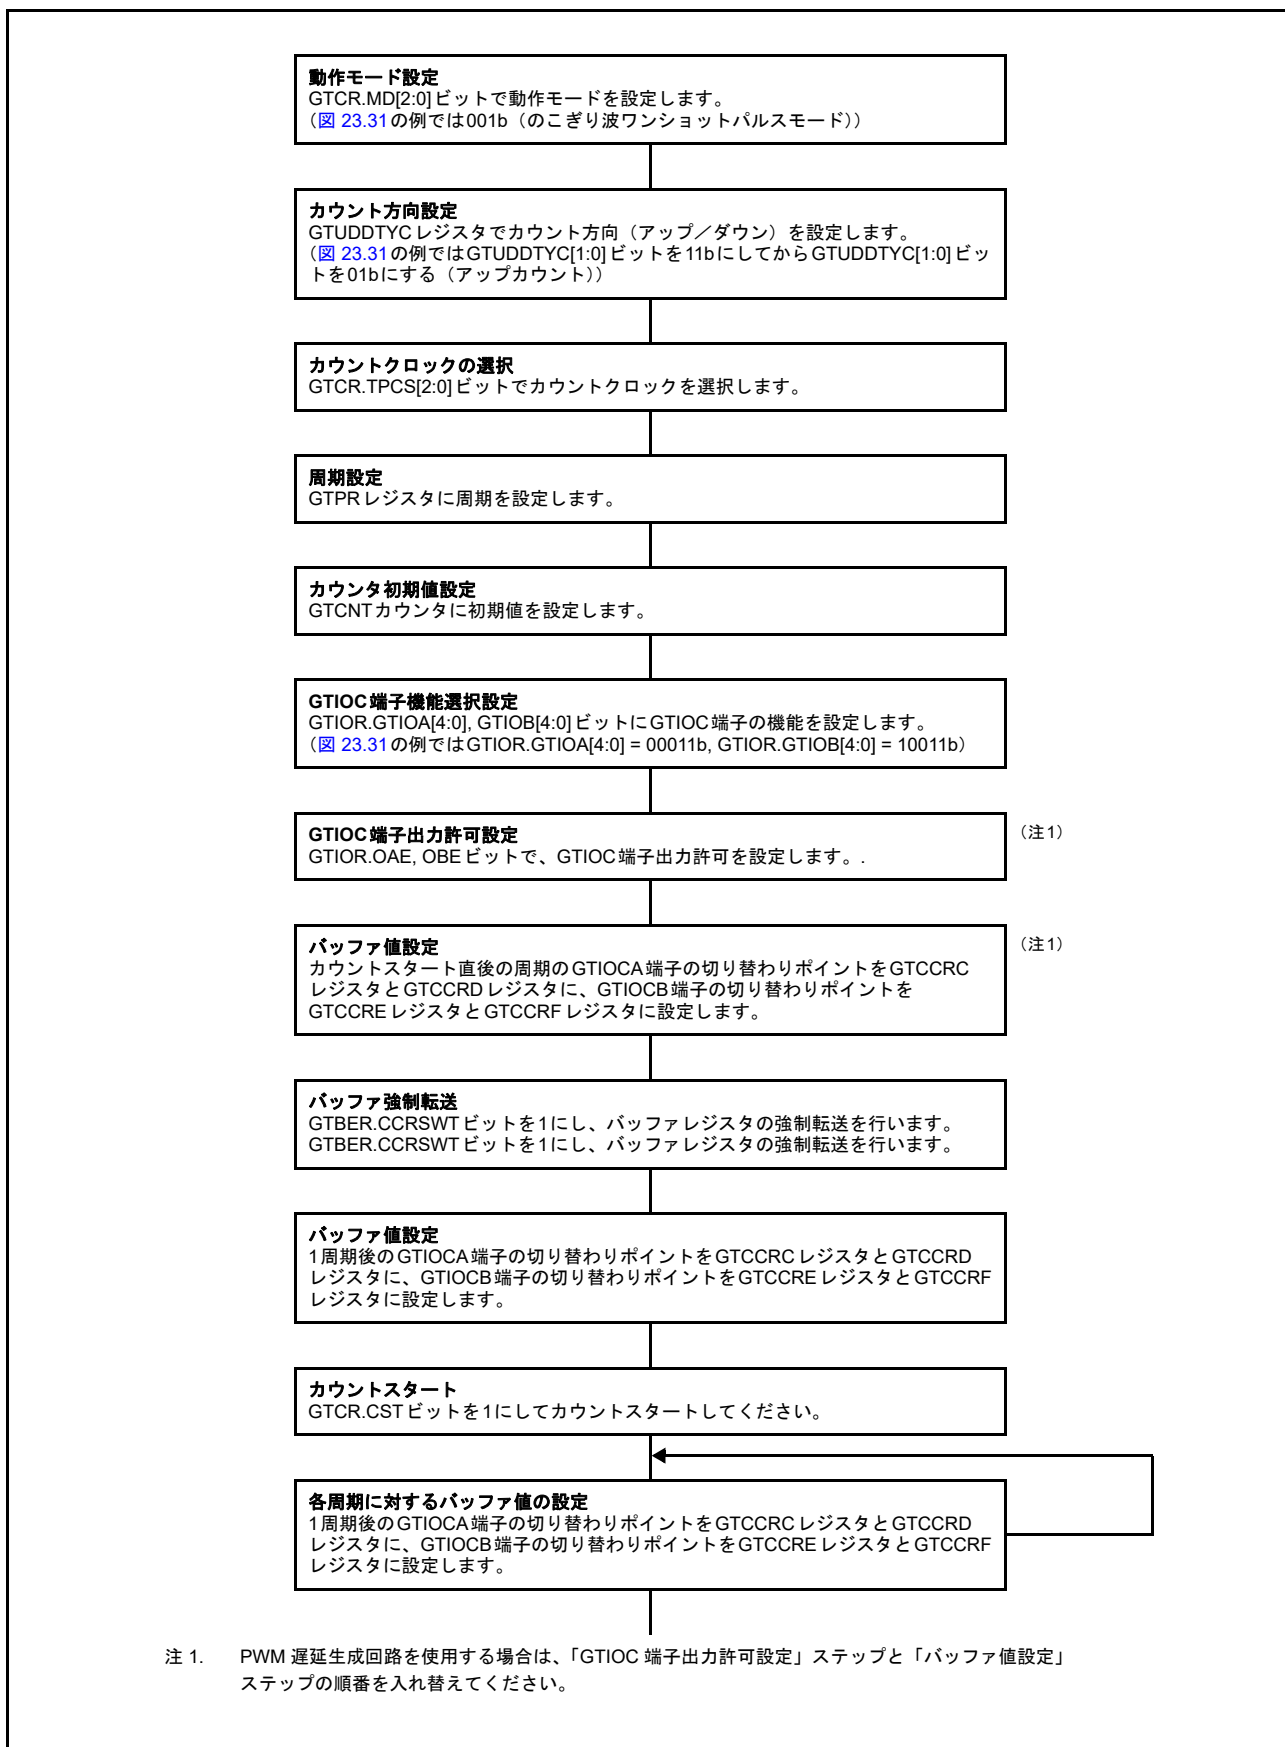 動作モード設定
GTCR.MD[2:0]ビットで動作モードを設定します。
（図 23.31の例では001b（のこぎり波ワンショットパルスモード））
カウント方向設定
GTUDDTYCレジスタでカウント方向（アップ／ダウン）を設定します。
（図 23.31の例ではGTUDDTYC[1:0]ビットを11bにしてからGTUDDTYC[1:0]ビッ
トを01bにする（アップカウント））
カウントクロックの選択
GTCR.TPCS[2:0]ビットでカウントクロックを選択します。
周期設定
GTPRレジスタに周期を設定します。
カウンタ初期値設定
GTCNTカウンタに初期値を設定します。
GTIOC端子機能選択設定
GTIOR.GTIOA[4:0], GTIOB[4:0]ビットにGTIOC端子の機能を設定します。
（図 23.31の例ではGTIOR.GTIOA[4:0] = 00011b, GTIOR.GTIOB[4:0] = 10011b）
GTIOC端子出力許可設定
GTIOR.OAE, OBEビットで、GTIOC端子出力許可を設定します。.
（注1）
バッファ値設定
カウントスタート直後の周期のGTIOCA端子の切り替わりポイントをGTCCRC
レジスタとGTCCRDレジスタに、GTIOCB端子の切り替わりポイントを
GTCCREレジスタとGTCCRFレジスタに設定します。
（注1）
バッファ強制転送
GTBER.CCRSWTビットを1にし、バッファレジスタの強制転送を行います。
GTBER.CCRSWTビットを1にし、バッファレジスタの強制転送を行います。
バッファ値設定
1周期後のGTIOCA端子の切り替わりポイントをGTCCRCレジスタとGTCCRD
レジスタに、GTIOCB端子の切り替わりポイントをGTCCREレジスタとGTCCRF
レジスタに設定します。
カウントスタート
GTCR.CSTビットを1にしてカウントスタートしてください。
各周期に対するバッファ値の設定
1周期後のGTIOCA端子の切り替わりポイントをGTCCRCレジスタとGTCCRD
レジスタに、GTIOCB端子の切り替わりポイントをGTCCREレジスタとGTCCRF
レジスタに設定します。
注 1. PWM 遅延生成回路を使用する場合は、「GTIOC 端子出力許可設定」ステップと「バッファ値設定」
ステップの順番を入れ替えてください。